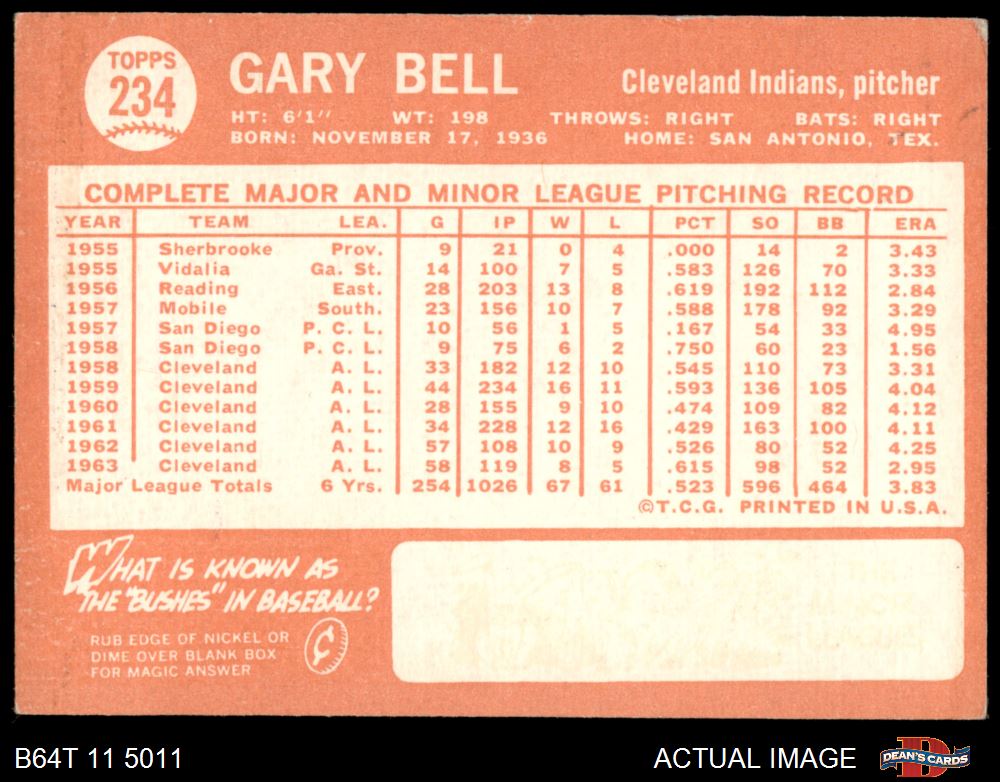 TOPPS
234
GARY BELL
Cleveland Indians, pitcher
HT: 6'1'' WT: 198 THROWS: RIGHT BATS: RIGHT
BORN: NOVEMBER 17, 1936 HOME: SAN ANTONIO, TEX.
COMPLETE MAJOR AND MINOR LEAGUE PITCHING RECORD
YEAR TEAM LEA. G IP W L PCT SO BB ERA
1955 Sherbrooke Prov. 9 21 0 4 .000 14 2 3.43
1955 Vidalia Ga. St. 14 100 7 5 .583 126 70 3.33
1956 Reading East. 28 203 13 8 .619 192 112 2.84
1957 Mobile South. 23 156 10 7 .588 178 92 3.29
1957 San Diego P. C. L. 10 56 1 5 .167 54 33 4.95
1958 San Diego P. C. L. 9 75 6 2 .750 60 23 1.56
1958 Cleveland A. L. 33 182 12 10 .545 110 73 3.31
1959 Cleveland A. L. 44 234 16 11 .593 136 105 4.04
1960 Cleveland A. L. 28 155 9 10 .474 109 82 4.12
1961 Cleveland A. L. 34 228 12 16 .429 163 100 4.11
1962 Cleveland A. L. 57 108 10 9 .526 80 52 4.25
1963 Cleveland A. L. 58 119 8 5 .615 98 52 2.95
Major League Totals 6 Yrs. 254 1026 67 61 .523 596 464 3.83
©T.C.G. PRINTED IN U.S.A.
WHAT IS KNOWN AS
THE "BUSHES" IN BASEBALL?
RUB EDGE OF NICKEL OR
DIME OVER BLANK BOX
FOR MAGIC ANSWER
¢
B64T 11 5011
ACTUAL IMAGE
DEAN'S CARDS